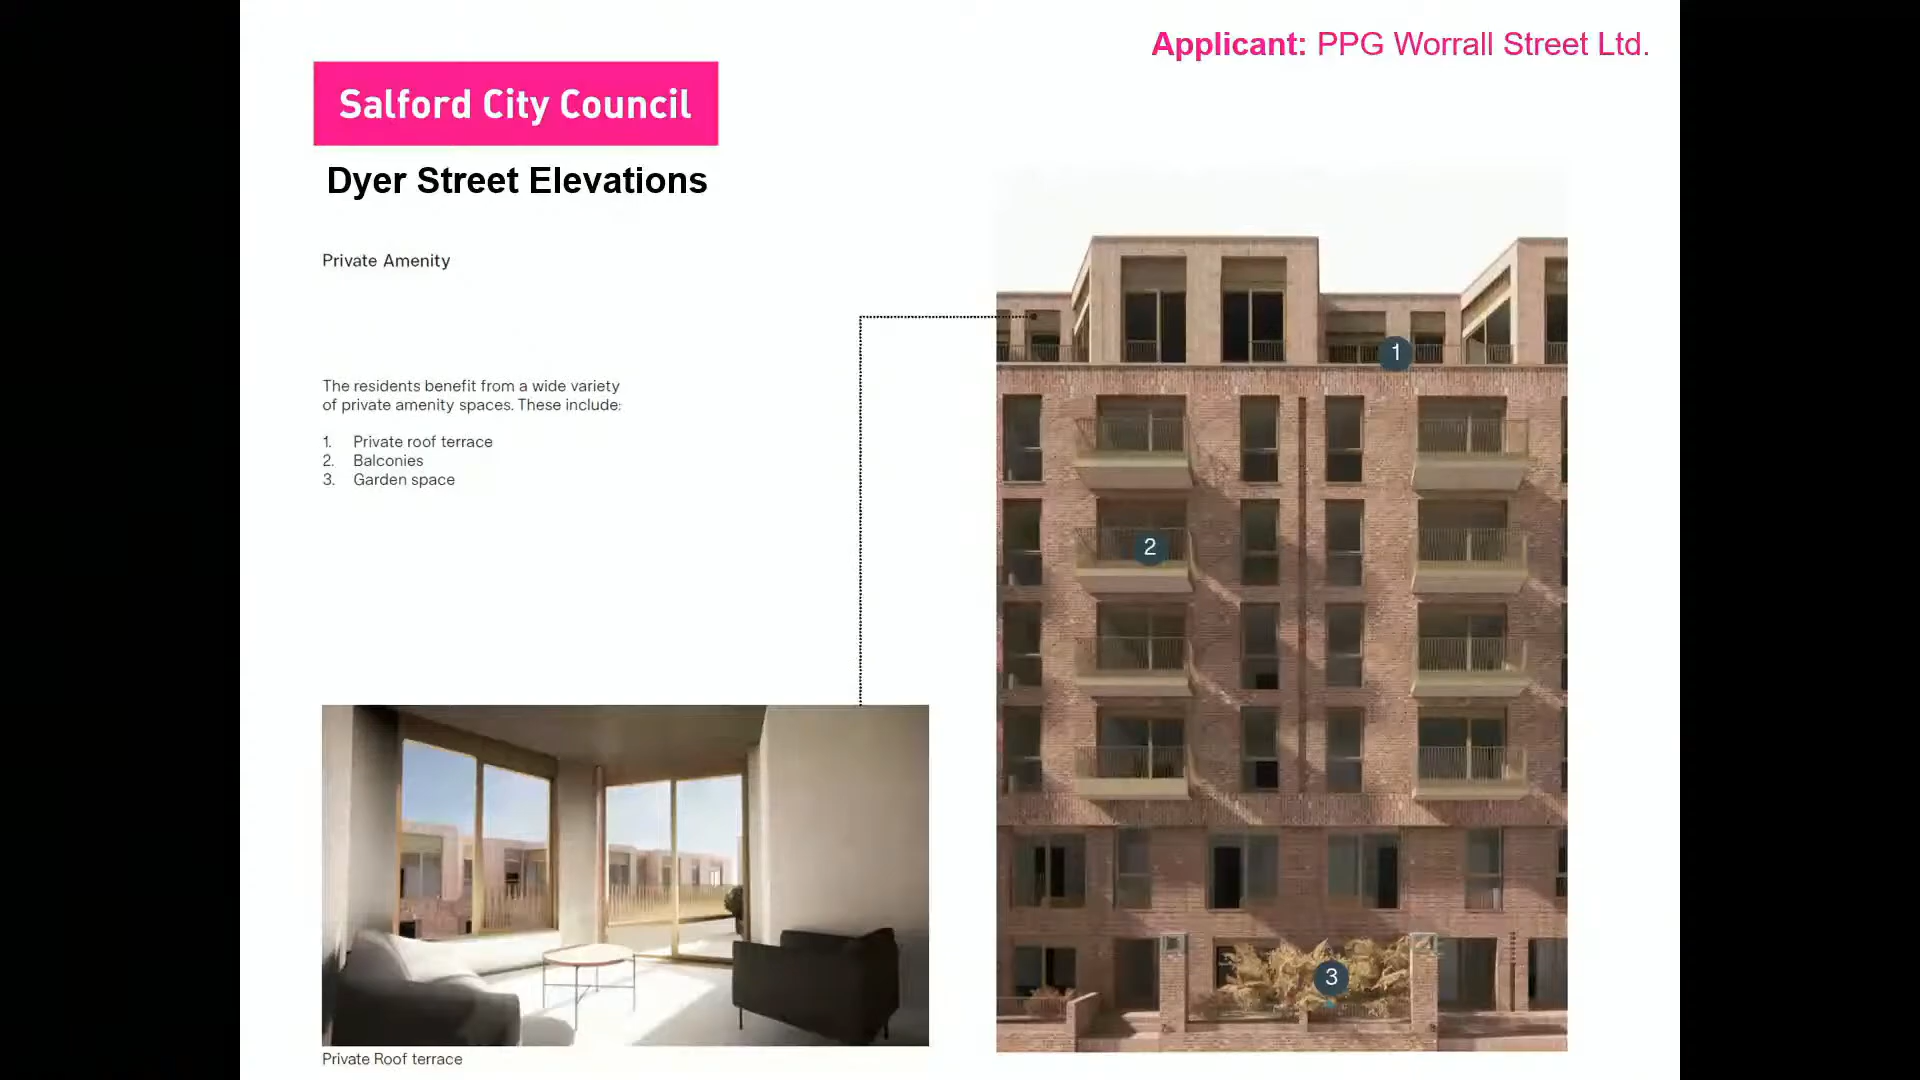 Applicant: PPG Worrall Street Ltd.
Salford City Council
Dyer Street Elevations
Private Amenity
The residents benefit from a wide variety
of private amenity spaces. These include:
1. Private roof terrace
2. Balconies
3. Garden space
1
2
3
Private Roof terrace